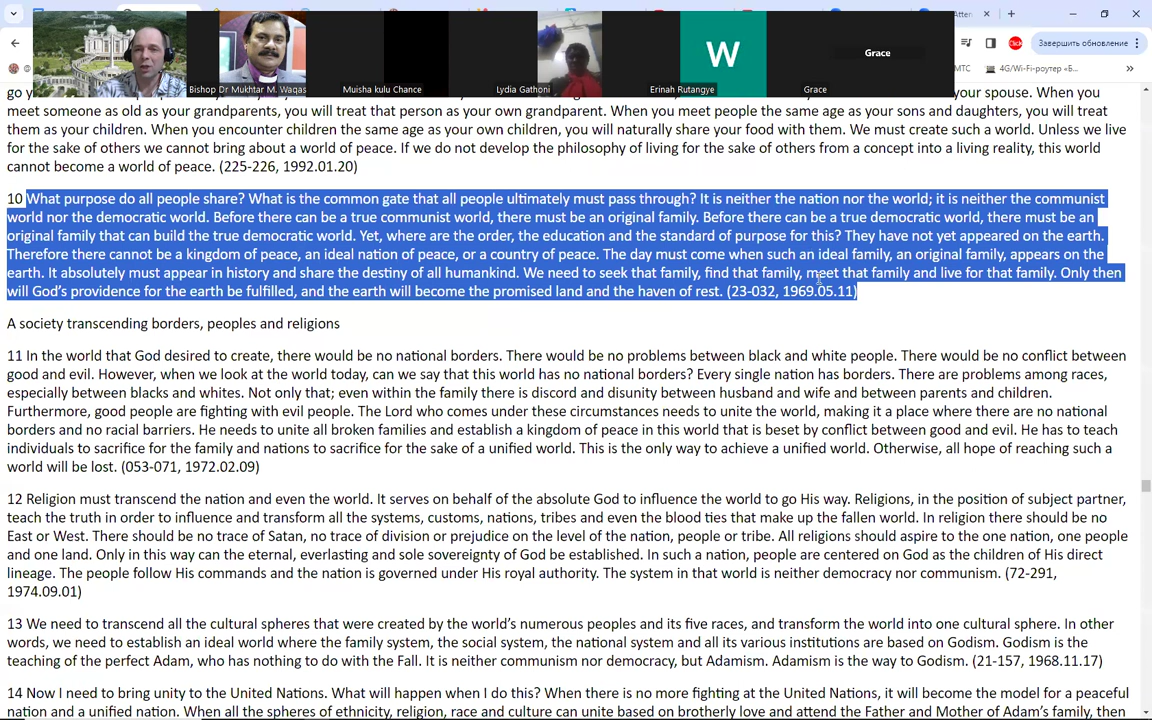 Atten
Завершить обновление
МТС
4G/Wi-Fi-роутер «Б...
»
W
Grace
Bishop Dr Mukhtar M. Waqas
Muisha kulu Chance
Lydia Gathoni
Erinah Rutangye
Grace
go y
your spouse. When you
meet someone as old as your grandparents, you will treat that person as your own grandparent. When you meet people the same age as your sons and daughters, you will treat
them as your children. When you encounter children the same age as your own children, you will naturally share your food with them. We must create such a world. Unless we live
for the sake of others we cannot bring about a world of peace. If we do not develop the philosophy of living for the sake of others from a concept into a living reality, this world
cannot become a world of peace. (225-226, 1992.01.20)
10 What purpose do all people share? What is the common gate that all people ultimately must pass through? It is neither the nation nor the world; it is neither the communist
world nor the democratic world. Before there can be a true communist world, there must be an original family. Before there can be a true democratic world, there must be an
original family that can build the true democratic world. Yet, where are the order, the education and the standard of purpose for this? They have not yet appeared on the earth.
Therefore there cannot be a kingdom of peace, an ideal nation of peace, or a country of peace. The day must come when such an ideal family, an original family, appears on the
earth. It absolutely must appear in history and share the destiny of all humankind. We need to seek that family, find that family, meet that family and live for that family. Only then
will God's providence for the earth be fulfilled, and the earth will become the promised land and the haven of rest. (23-032, 1969.05.11)
A society transcending borders, peoples and religions
11 In the world that God desired to create, there would be no national borders. There would be no problems between black and white people. There would be no conflict between
good and evil. However, when we look at the world today, can we say that this world has no national borders? Every single nation has borders. There are problems among races,
especially between blacks and whites. Not only that; even within the family there is discord and disunity between husband and wife and between parents and children.
Furthermore, good people are fighting with evil people. The Lord who comes under these circumstances needs to unite the world, making it a place where there are no national
borders and no racial barriers. He needs to unite all broken families and establish a kingdom of peace in this world that is beset by conflict between good and evil. He has to teach
individuals to sacrifice for the family and nations to sacrifice for the sake of a unified world. This is the only way to achieve a unified world. Otherwise, all hope of reaching such a
world will be lost. (053-071, 1972.02.09)
12 Religion must transcend the nation and even the world. It serves on behalf of the absolute God to influence the world to go His way. Religions, in the position of subject partner,
teach the truth in order to influence and transform all the systems, customs, nations, tribes and even the blood ties that make up the fallen world. In religion there should be no
East or West. There should be no trace of Satan, no trace of division or prejudice on the level of the nation, people or tribe. All religions should aspire to the one nation, one people
and one land. Only in this way can the eternal, everlasting and sole sovereignty of God be established. In such a nation, people are centered on God as the children of His direct
lineage. The people follow His commands and the nation is governed under His royal authority. The system in that world is neither democracy nor communism. (72-291,
1974.09.01)
13 We need to transcend all the cultural spheres that were created by the world's numerous peoples and its five races, and transform the world into one cultural sphere. In other
words, we need to establish an ideal world where the family system, the social system, the national system and all its various institutions are based on Godism. Godism is the
teaching of the perfect Adam, who has nothing to do with the Fall. It is neither communism nor democracy, but Adamism. Adamism is the way to Godism. (21-157, 1968.11.17)
14 Now I need to bring unity to the United Nations. What will happen when I do this? When there is no more fighting at the United Nations, it will become the model for a peaceful
nation and a unified nation. When all the spheres of ethnicity, religion, race and culture can unite based on brotherly love and attend the Father and Mother of Adam's family, then